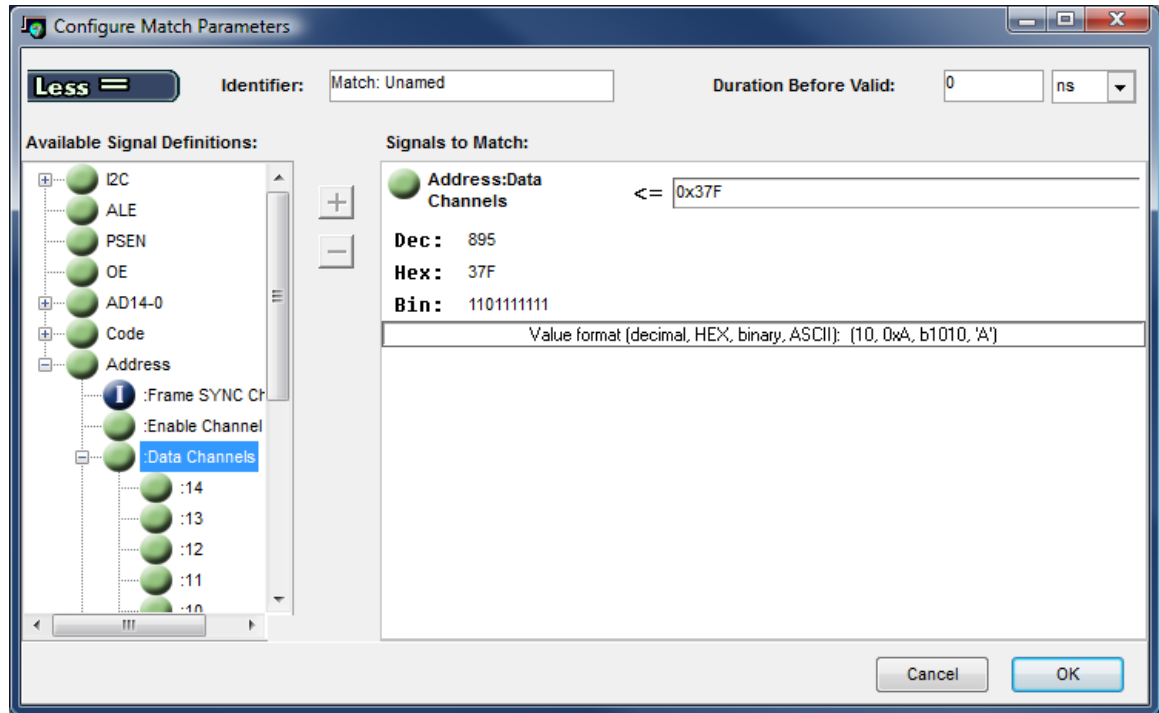 Configure Match Parameters
Less =
Identifier:
Match: Unamed
Duration Before Valid:
0
ns
Available Signal Definitions:
Signals to Match:
I2C
ALE
PSEN
OE
AD14-0
Code
Address
:Frame SYNC Ch
:Enable Channel
:Data Channels
:14
:13
:12
:11
:10
+
−
Address:Data
Channels
<=
0x37F
Dec: 895
Hex: 37F
Bin: 1101111111
Value format (decimal, HEX, binary, ASCII): (10, 0xA, b1010, 'A')
Cancel
OK